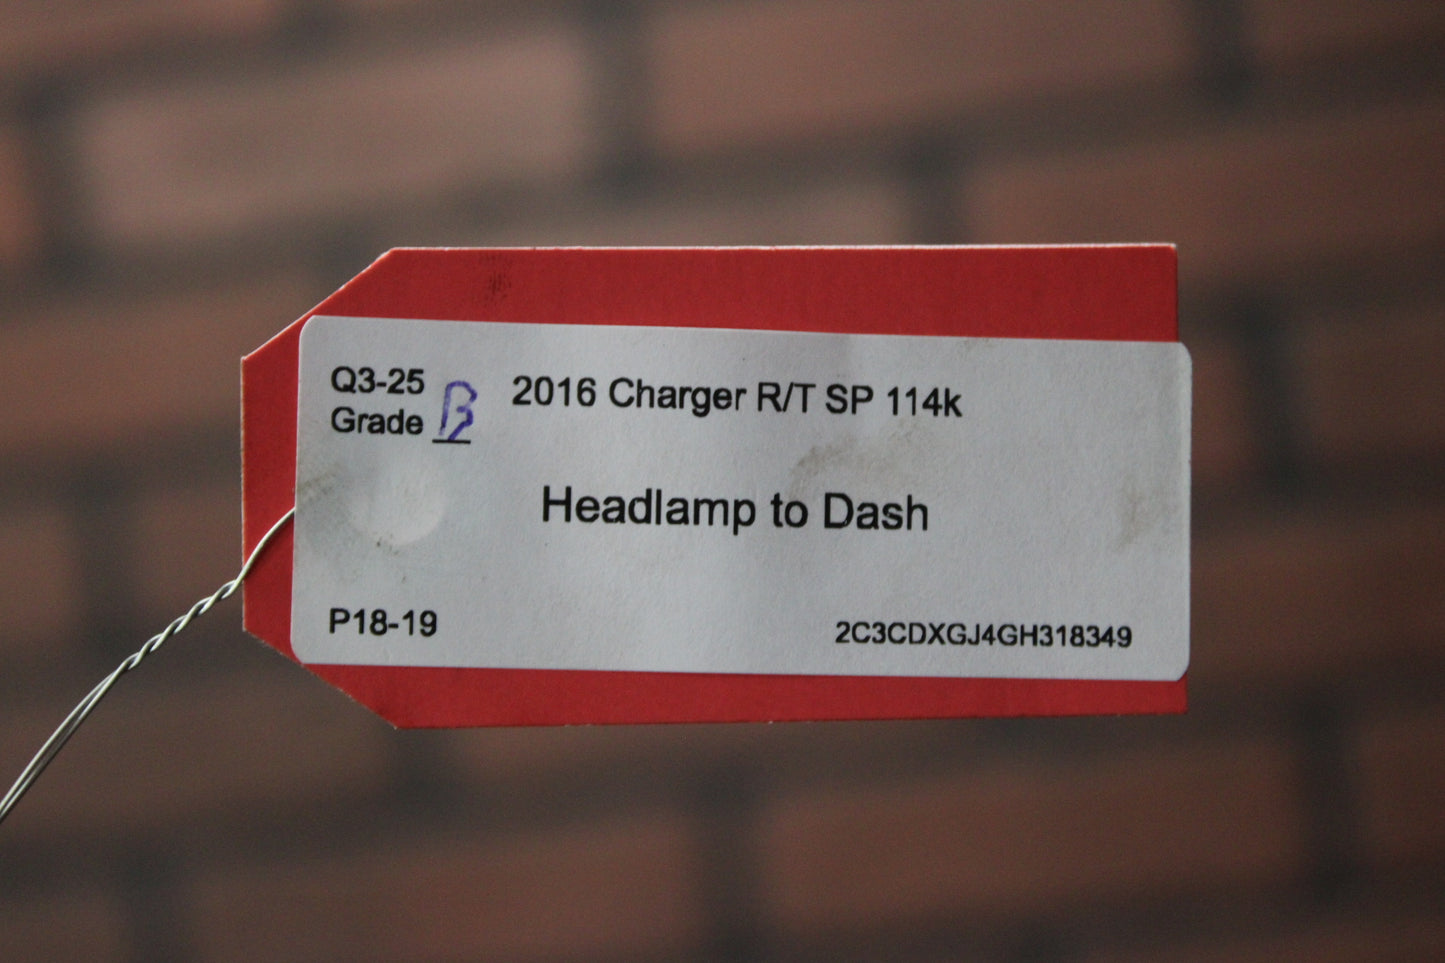 Q3-25
Grade B
2016 Charger R/T SP 114k
Headlamp to Dash
P18-19
2C3CDXGJ4GH318349